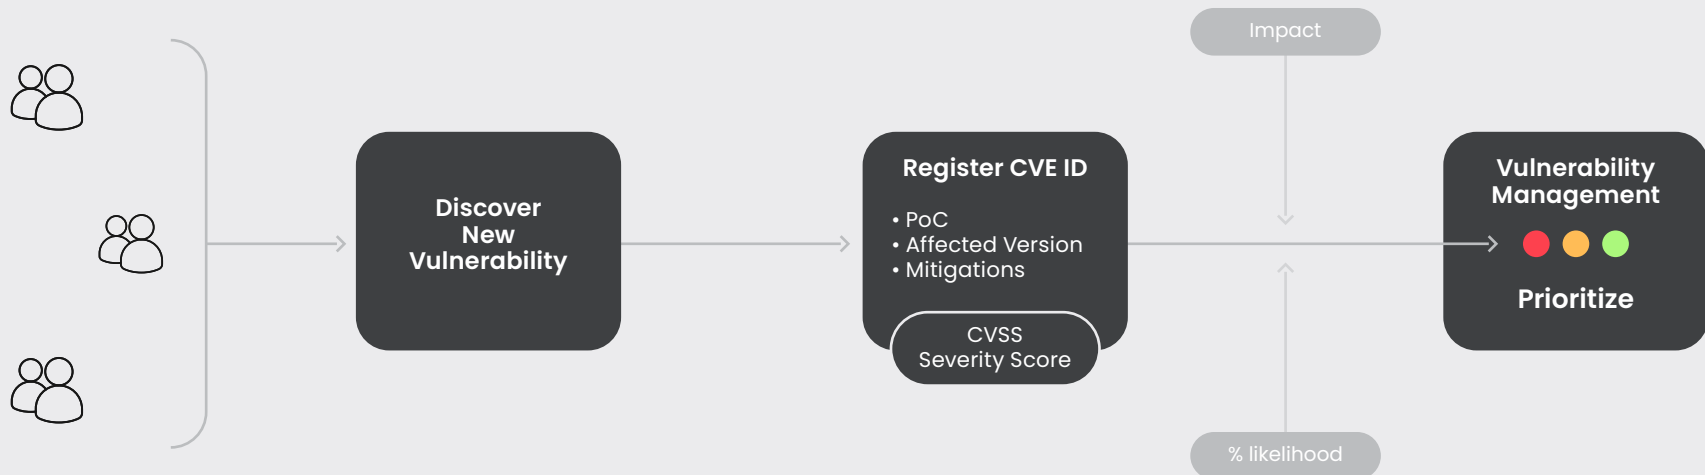 Impact
Discover
New
Vulnerability
Register CVE ID
• PoC
• Affected Version
• Mitigations
CVSS
Severity Score
Vulnerability
Management
Prioritize
% likelihood